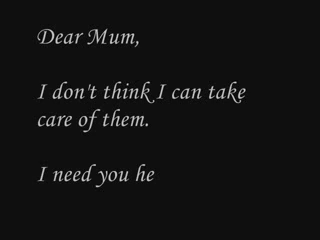 Dear Mum,
I don't think I can take
care of them.
I need you he